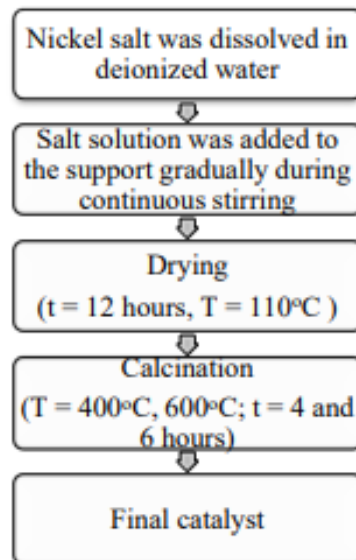 Nickel salt was dissolved in
deionized water
Salt solution was added to
the support gradually during
continuous stirring
Drying
(t = 12 hours, T = 110°C )
Calcination
(T = 400°C, 600°C; t = 4 and
6 hours)
Final catalyst